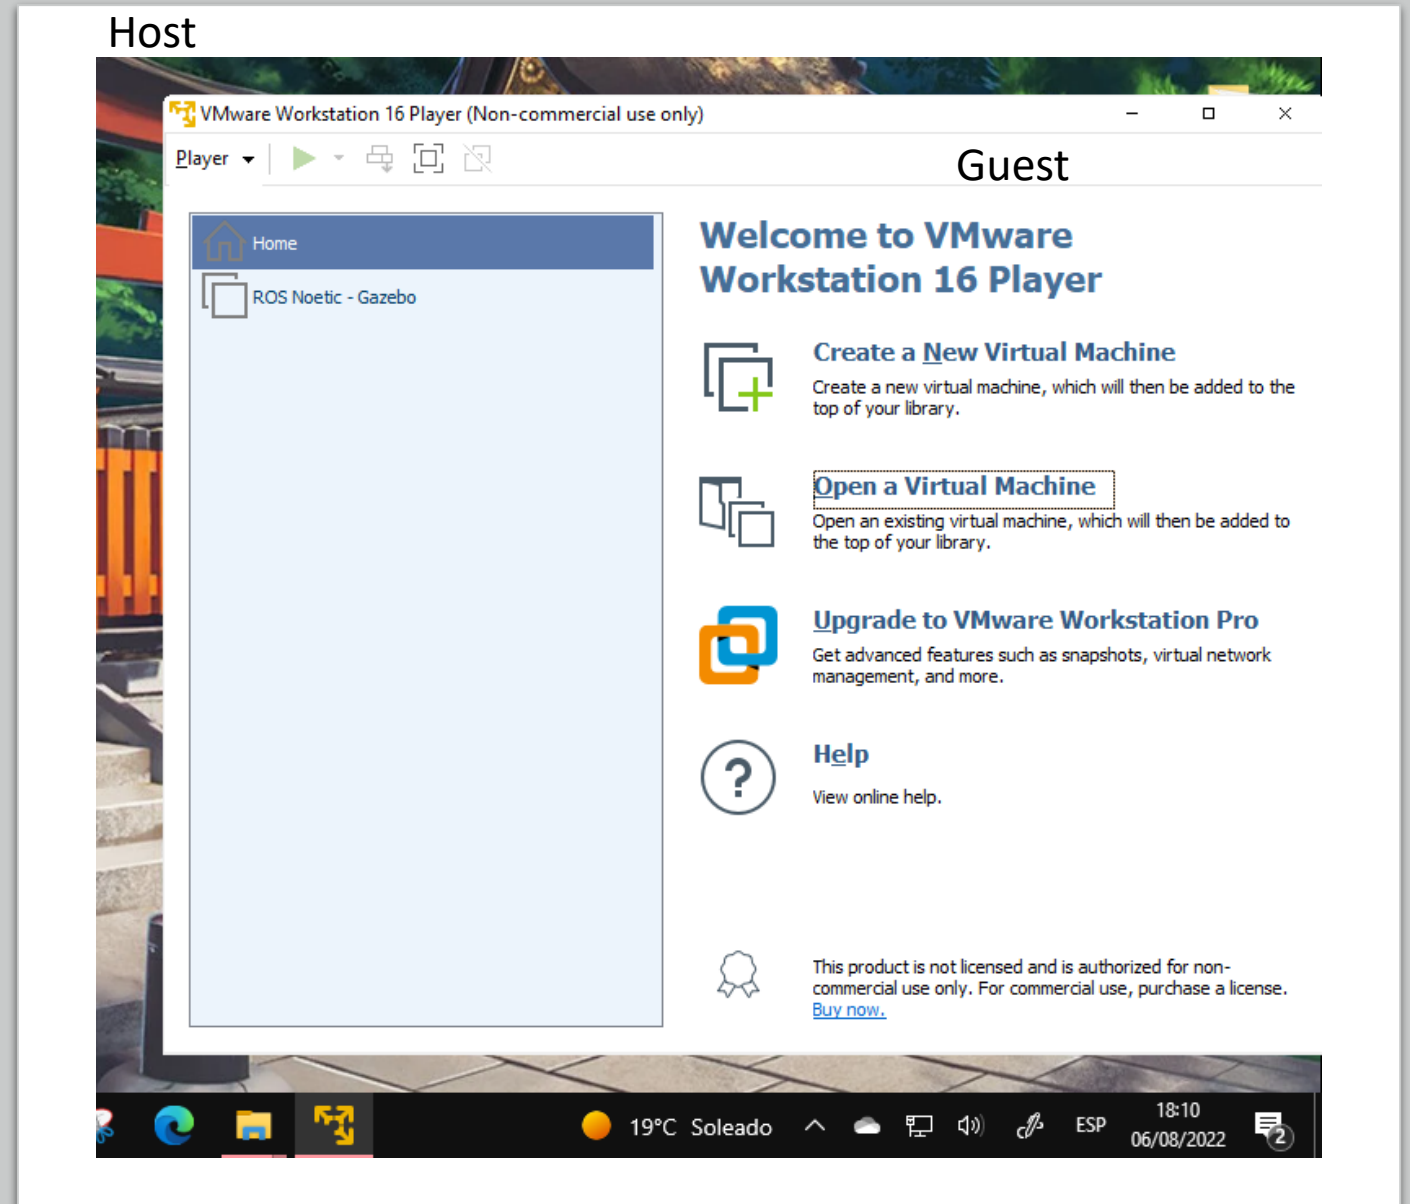 Host
VMware Workstation 16 Player (Non-commercial use only)
Player
Guest
Home
ROS Noetic - Gazebo
Welcome to VMware
Workstation 16 Player
Create a New Virtual Machine
Create a new virtual machine, which will then be added to the
top of your library.
Open a Virtual Machine
Open an existing virtual machine, which will then be added to
the top of your library.
Upgrade to VMware Workstation Pro
Get advanced features such as snapshots, virtual network
management, and more.
Help
?
View online help.
This product is not licensed and is authorized for non-
commercial use only. For commercial use, purchase a license.
Buy now.
19°C Soleado
ESP
18:10
06/08/2022
2